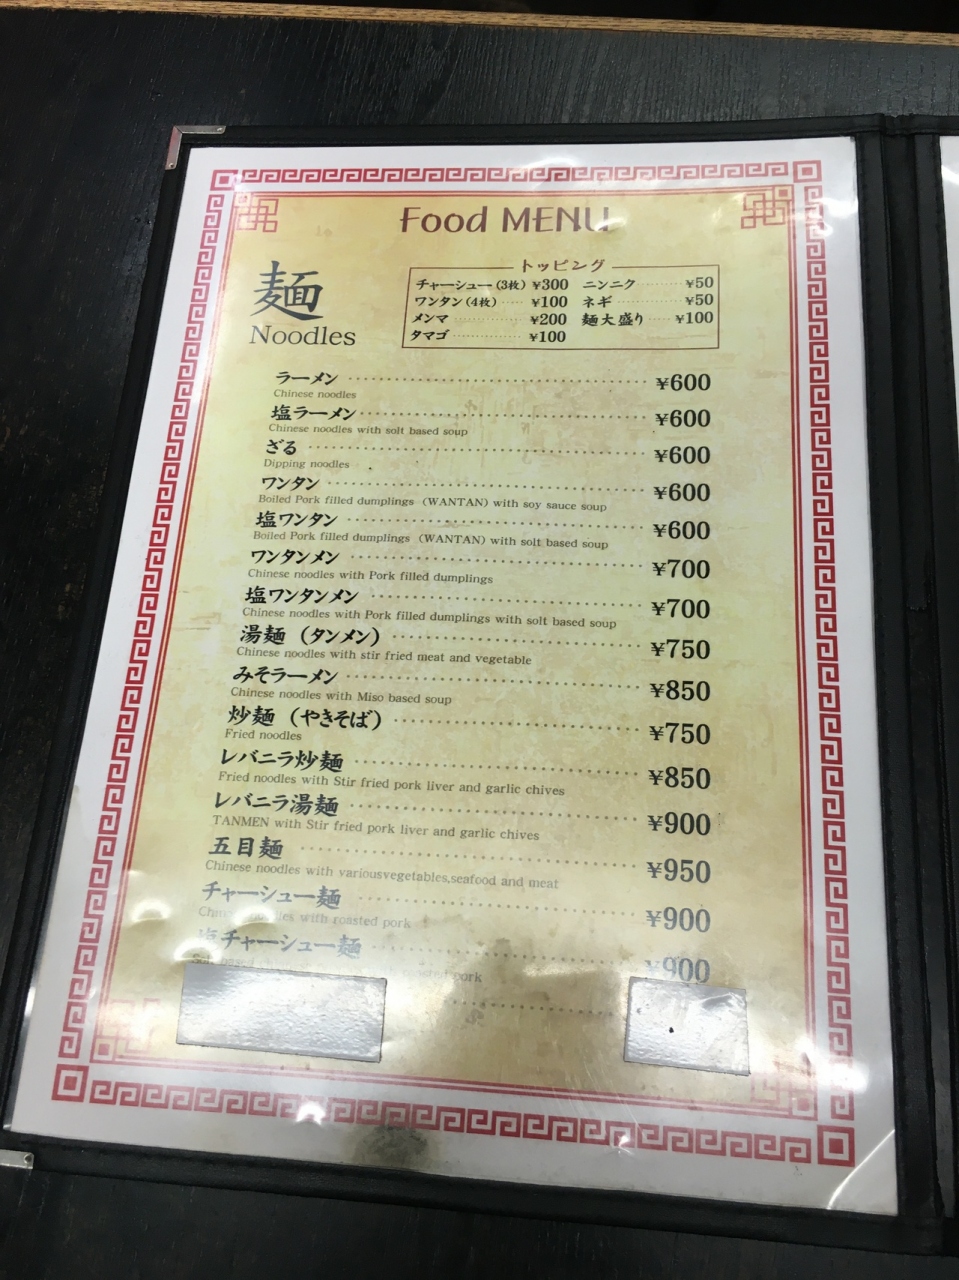 Food MENU
麺
Noodles
トッピング
チャーシュー(3枚) ¥300 ニンニク ¥50
ワンタン(4枚) ¥100 ネギ ¥50
メンマ ¥200 麺大盛り ¥100
タマゴ ¥100
ラーメン ¥600
Chinese noodles
塩ラーメン ¥600
Chinese noodles with solt based soup
ざる ¥600
Dipping noodles
ワンタン ¥600
Boiled Pork filled dumplings (WANTAN) with soy sauce soup
塩ワンタン ¥600
Boiled Pork filled dumplings (WANTAN) with solt based soup
ワンタンメン ¥700
Chinese noodles with Pork filled dumplings
塩ワンタンメン ¥700
Chinese noodles with Pork filled dumplings with solt based soup
湯麺(タンメン) ¥750
Chinese noodles with stir fried meat and vegetable
みそラーメン ¥850
Chinese noodles with Miso based soup
炒麺(やきそば) ¥750
Fried noodles
レバニラ炒麺 ¥850
Fried noodles with Stir fried pork liver and garlic chives
レバニラ湯麺 ¥900
TANMEN with Stir fried pork liver and garlic chives
五目麺 ¥950
Chinese noodles with variousvegetables,seafood and meat
チャーシュー麺 ¥900
Chinese noodles with roasted pork
塩チャーシュー麺 ¥900
roasted pork